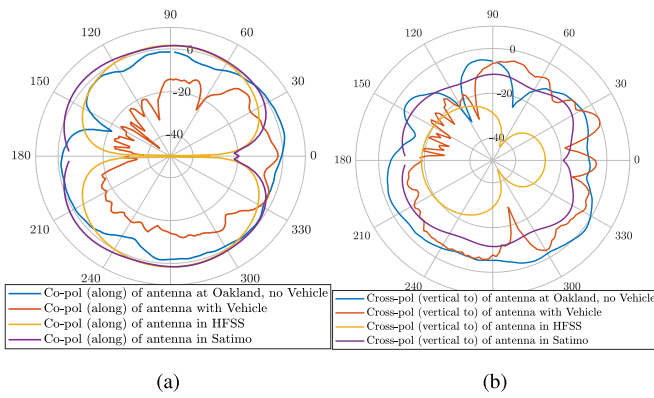 90 90
120 60 120 60
0 0
150 30 150 30
-20 -20
-40 -40
180 0 180 0
210 330 210 330
240 300 300
Co-pol (along) of antenna at Oakland, no Vehicle
Co-pol (along) of antenna with Vehicle
Co-pol (along) of antenna in HFSS
Co-pol (along) of antenna in Satimo
Cross-pol (vertical to) of antenna at Oakland, no Vehicle
Cross-pol (vertical to) of antenna with Vehicle
Cross-pol (vertical to) of antenna in HFSS
Cross-pol (vertical to) of antenna in Satimo
(a) (b)